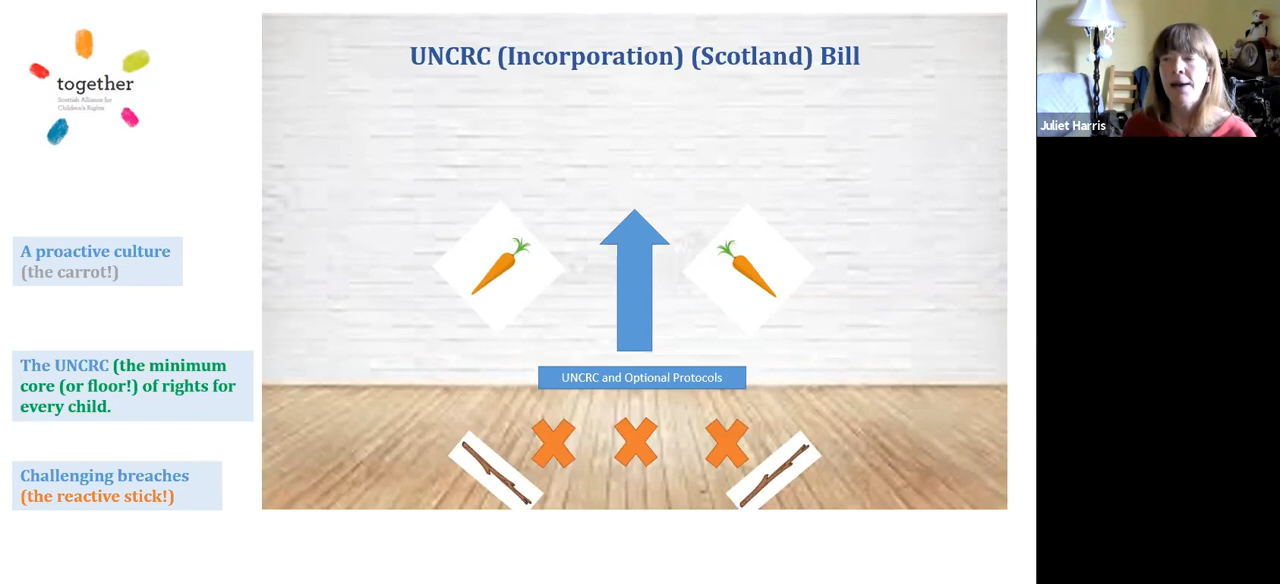 together
Scottish Alliance for
Children's Rights
UNCRC (Incorporation) (Scotland) Bill
Juliet Harris
A proactive culture
(the carrot!)
The UNCRC (the minimum
core (or floor!) of rights for
every child.
UNCRC and Optional Protocols
Challenging breaches
(the reactive stick!)